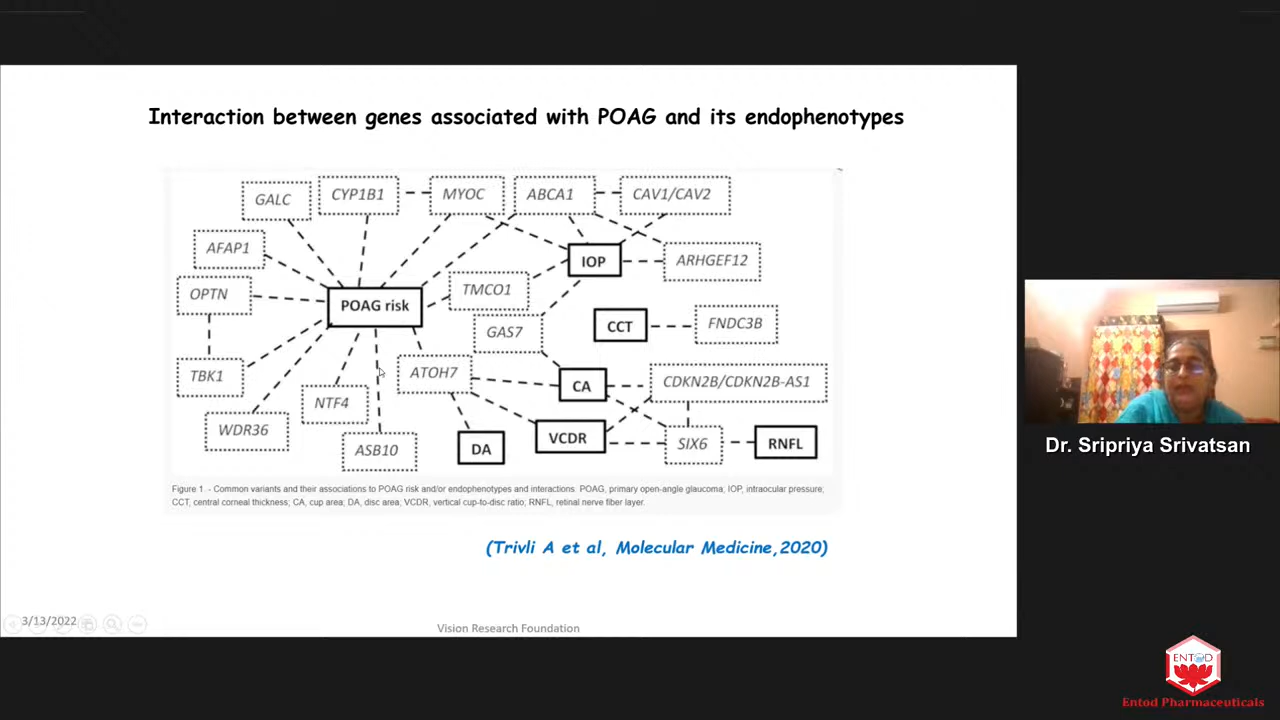 Interaction between genes associated with POAG and its endophenotypes
GALC
CYP1B1
MYOC
ABCA1
CAV1/CAV2
AFAP1
IOP
ARHGEF12
OPTN
POAG risk
TMCO1
GAS7
CCT
FNDC3B
TBK1
ATOH7
CA
CDKN2B/CDKN2B-AS1
NTF4
WDR36
ASB10
DA
VCDR
SIX6
RNFL
Figure 1. - Common variants and their associations to POAG risk and/or endophenotypes and interactions. POAG, primary open-angle glaucoma; IOP, intraocular pressure;
CCT, central corneal thickness; CA, cup area; DA, disc area; VCDR, vertical cup-to-disc ratio; RNFL, retinal nerve fiber layer.
(Trivli A et al, Molecular Medicine,2020)
3/13/2022
Vision Research Foundation
Dr. Sripriya Srivatsan
ENTOD
Entod Pharmaceuticals